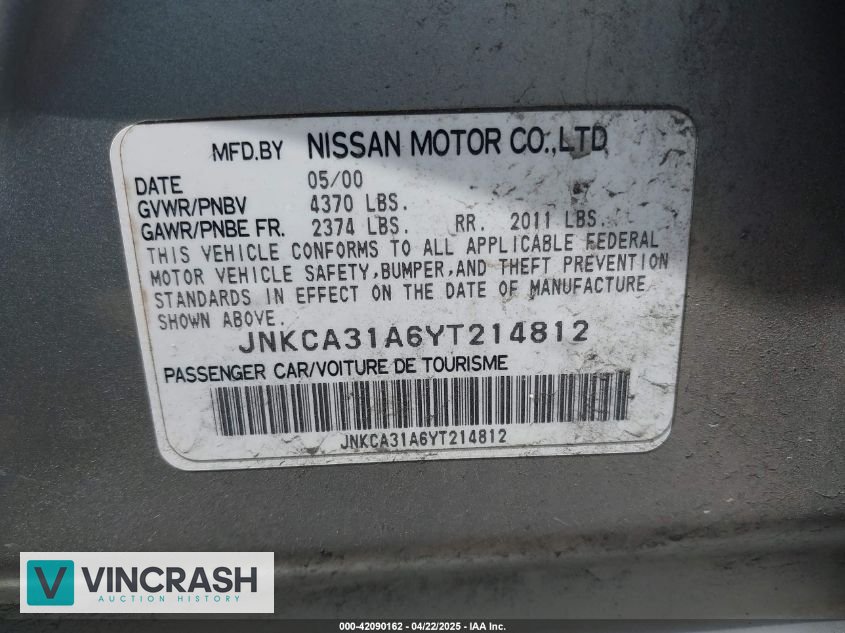 MFD.BY NISSAN MOTOR CO.,LTD
DATE 05/00
GVWR/PNBV 4370 LBS.
GAWR/PNBE FR. 2374 LBS. RR. 2011 LBS.
THIS VEHICLE CONFORMS TO ALL APPLICABLE FEDERAL
MOTOR VEHICLE SAFETY,BUMPER,AND THEFT PREVENTION
STANDARDS IN EFFECT ON THE DATE OF MANUFACTURE
SHOWN ABOVE.
JNKCA31A6YT214812
PASSENGER CAR/VOITURE DE TOURISME
JNKCA31A6YT214812
V VINCRASH
AUCTION HISTORY
000-42090162 - 04/22/2025 - IAA Inc.